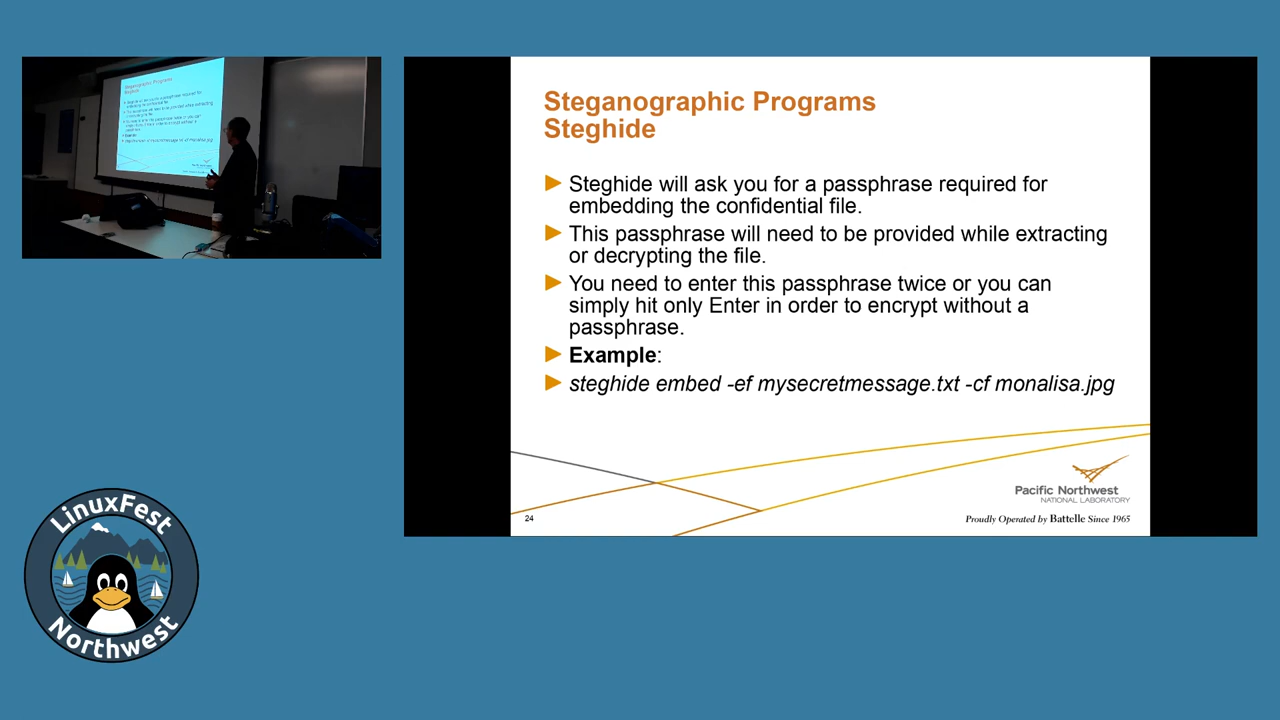 Steganographic Programs
Steghide
Steghide will ask you for a passphrase required for
embedding the confidential file.
This passphrase will need to be provided while extracting
or decrypting the file.
You need to enter this passphrase twice or you can
simply hit only Enter in order to encrypt without a
passphrase.
Example:
steghide embed -ef mysecretmessage.txt -cf monalisa.jpg
Pacific Northwest
NATIONAL LABORATORY
24
Proudly Operated by Battelle Since 1965
LinuxFest
Northwest